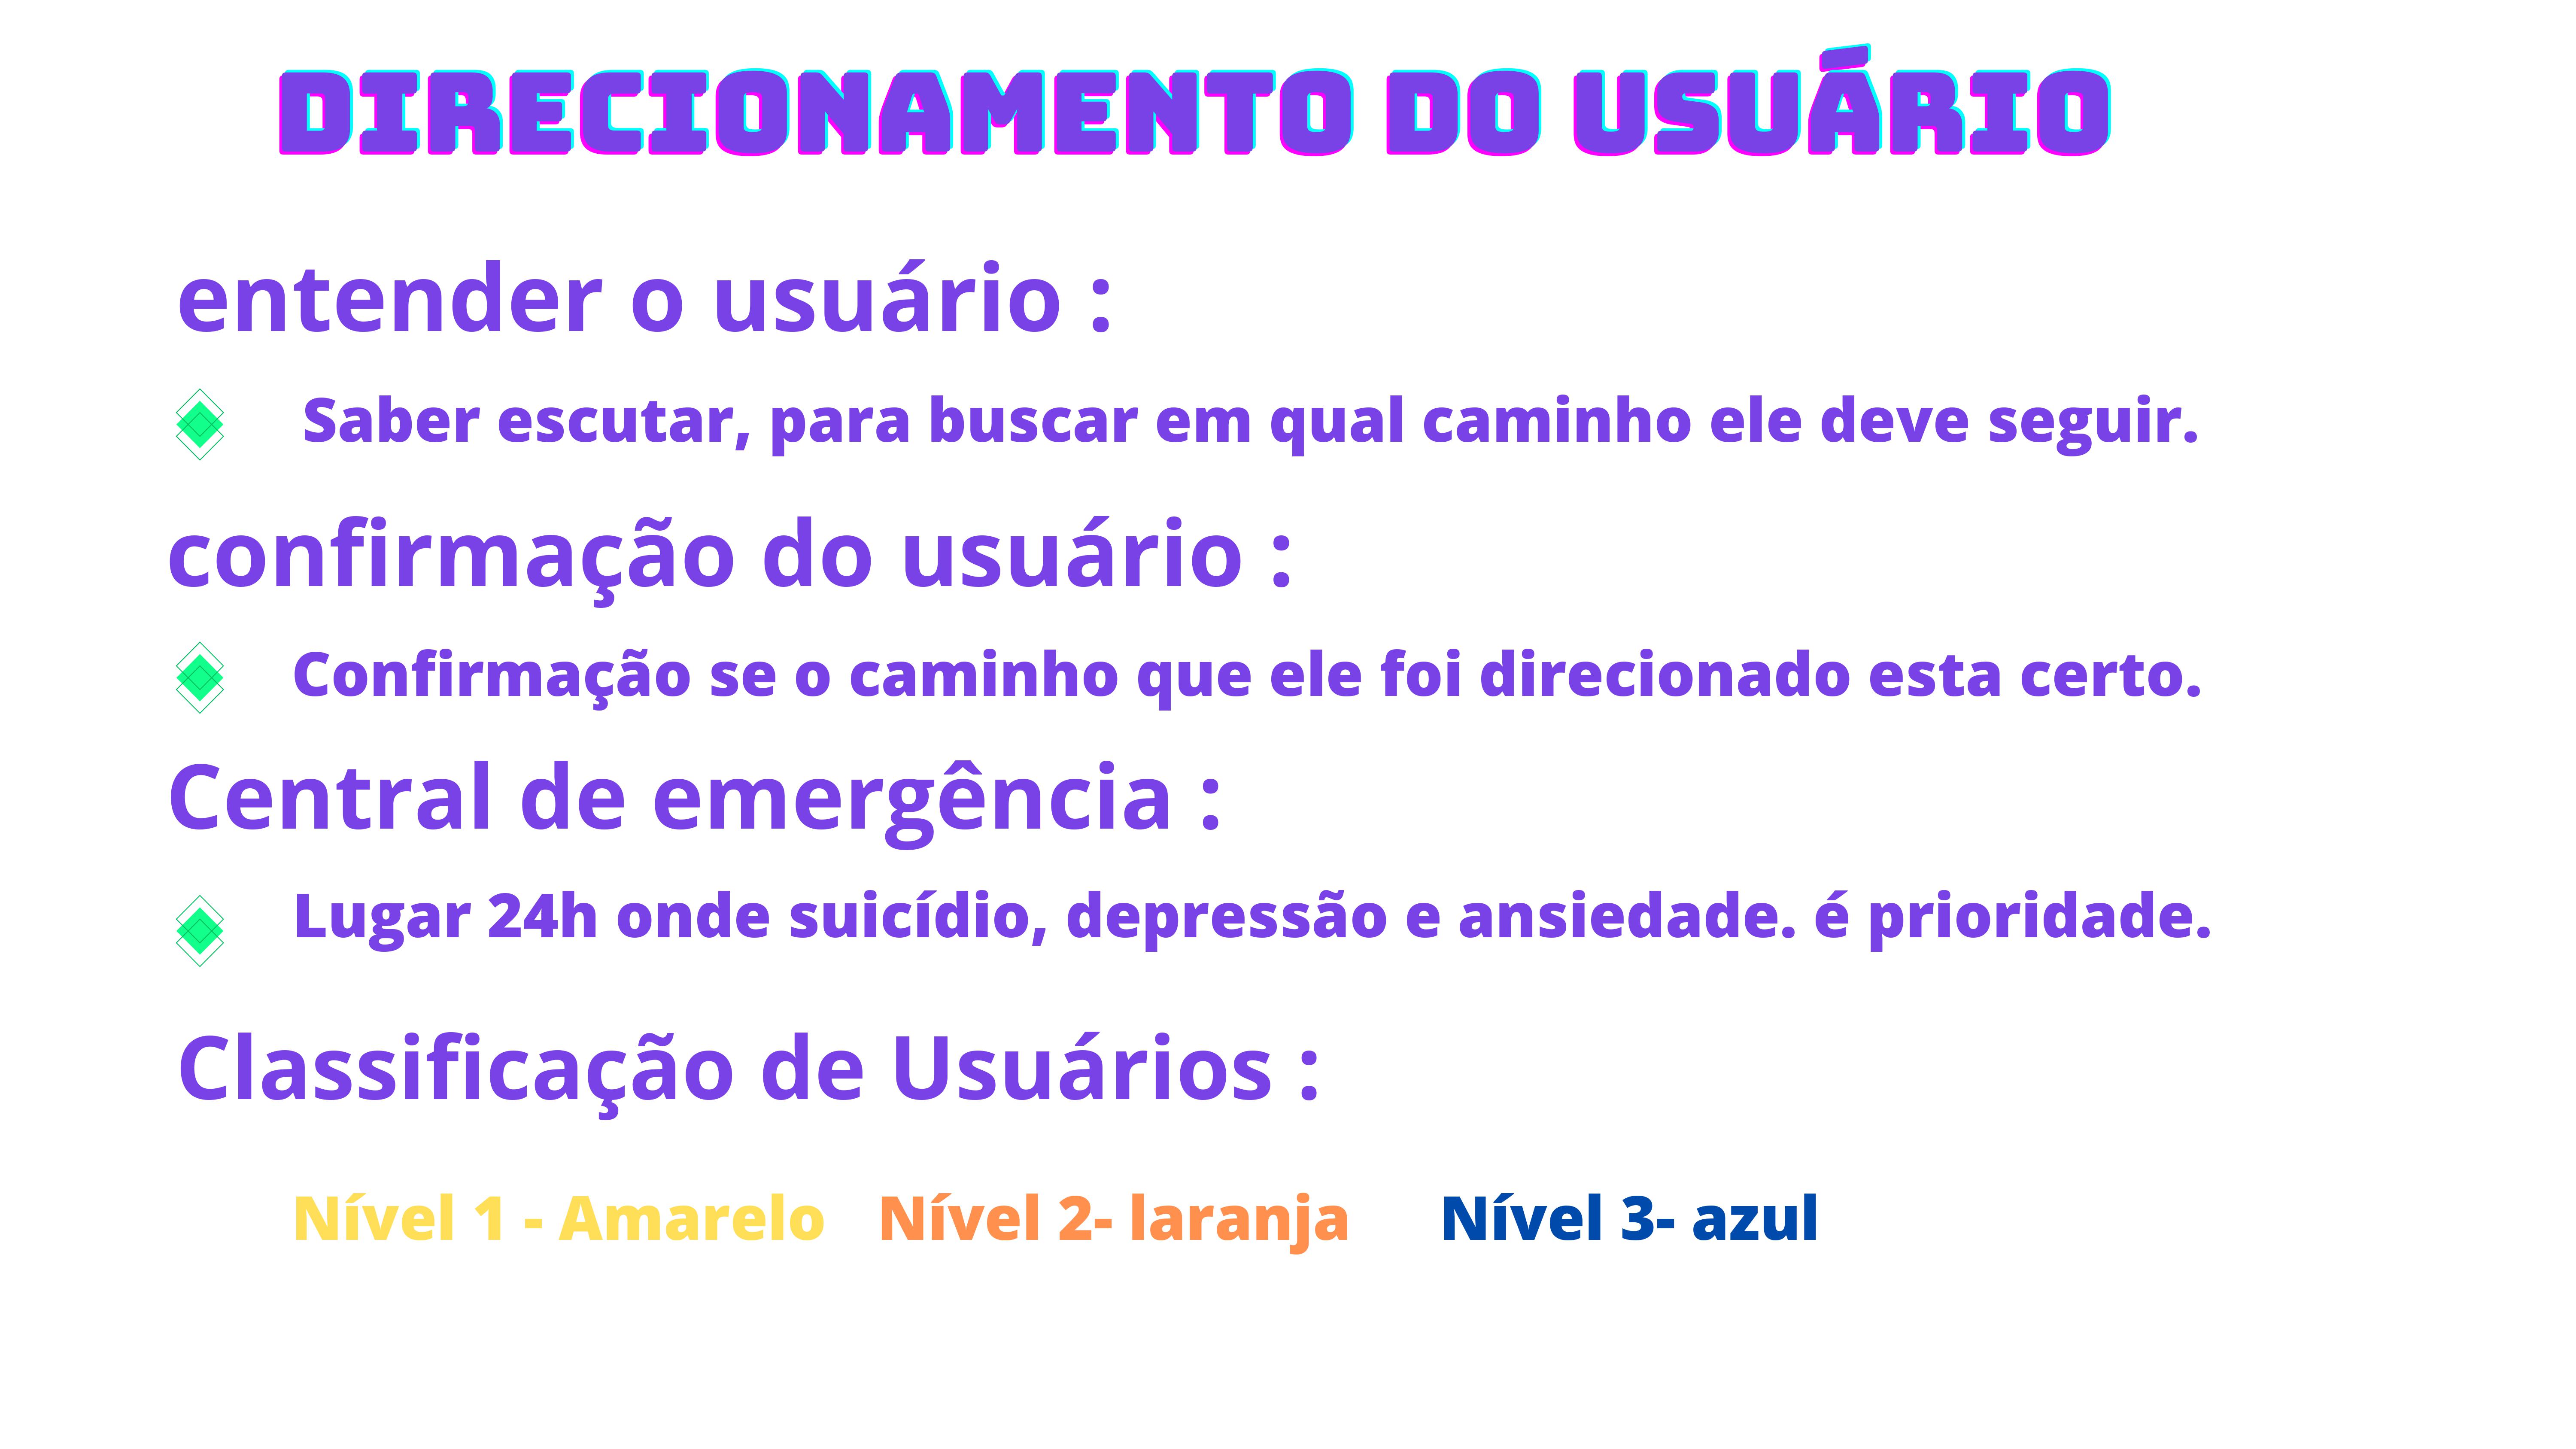 DIRECIONAMENTO DO USUÁRIO
entender o usuário :
Saber escutar, para buscar em qual caminho ele deve seguir.
confirmação do usuário :
Confirmação se o caminho que ele foi direcionado esta certo.
Central de emergência :
Lugar 24h onde suicídio, depressão e ansiedade. é prioridade.
Classificação de Usuários :
Nível 1 - Amarelo Nível 2- laranja Nível 3- azul